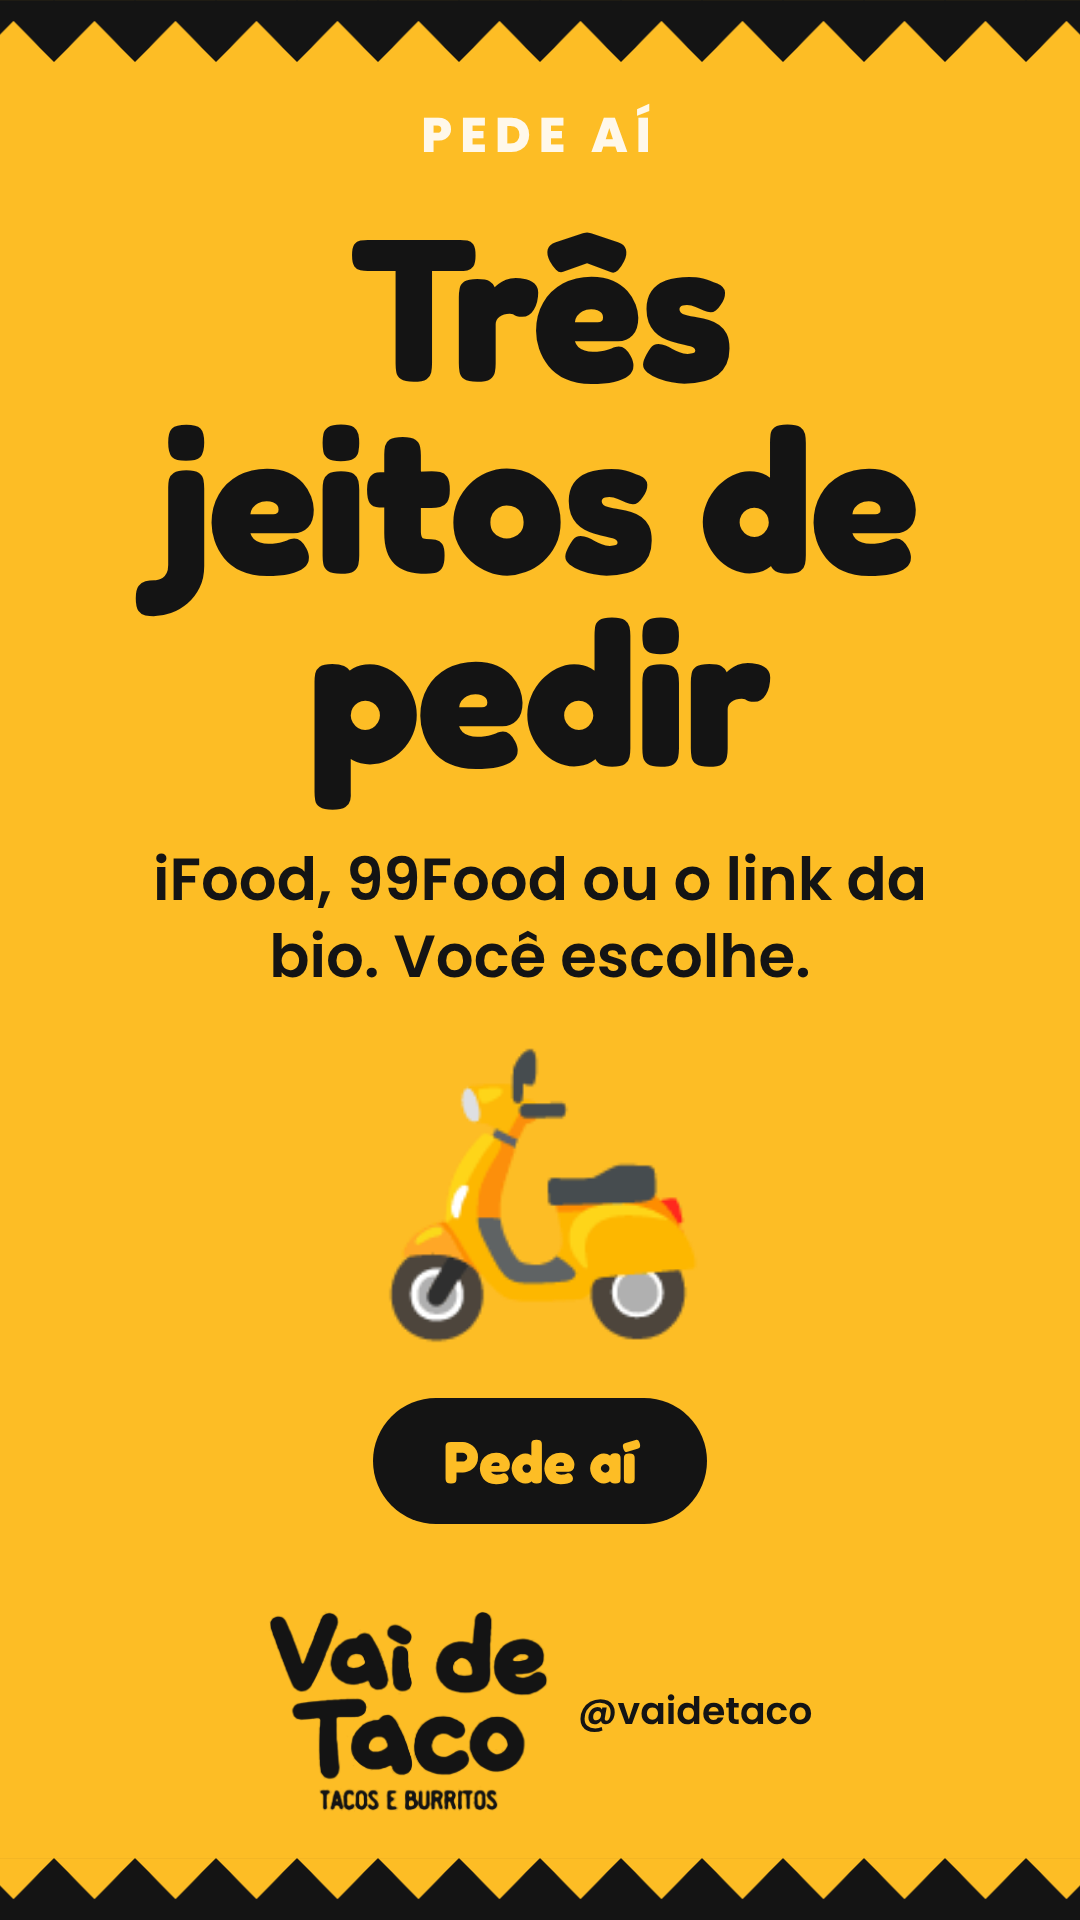 PEDE AÍ
Três
jeitos de
pedir
iFood, 99Food ou o link da
bio. Você escolhe.
Pede aí
Vai de
Taco
TACOS E BURRITOS
@vaidetaco